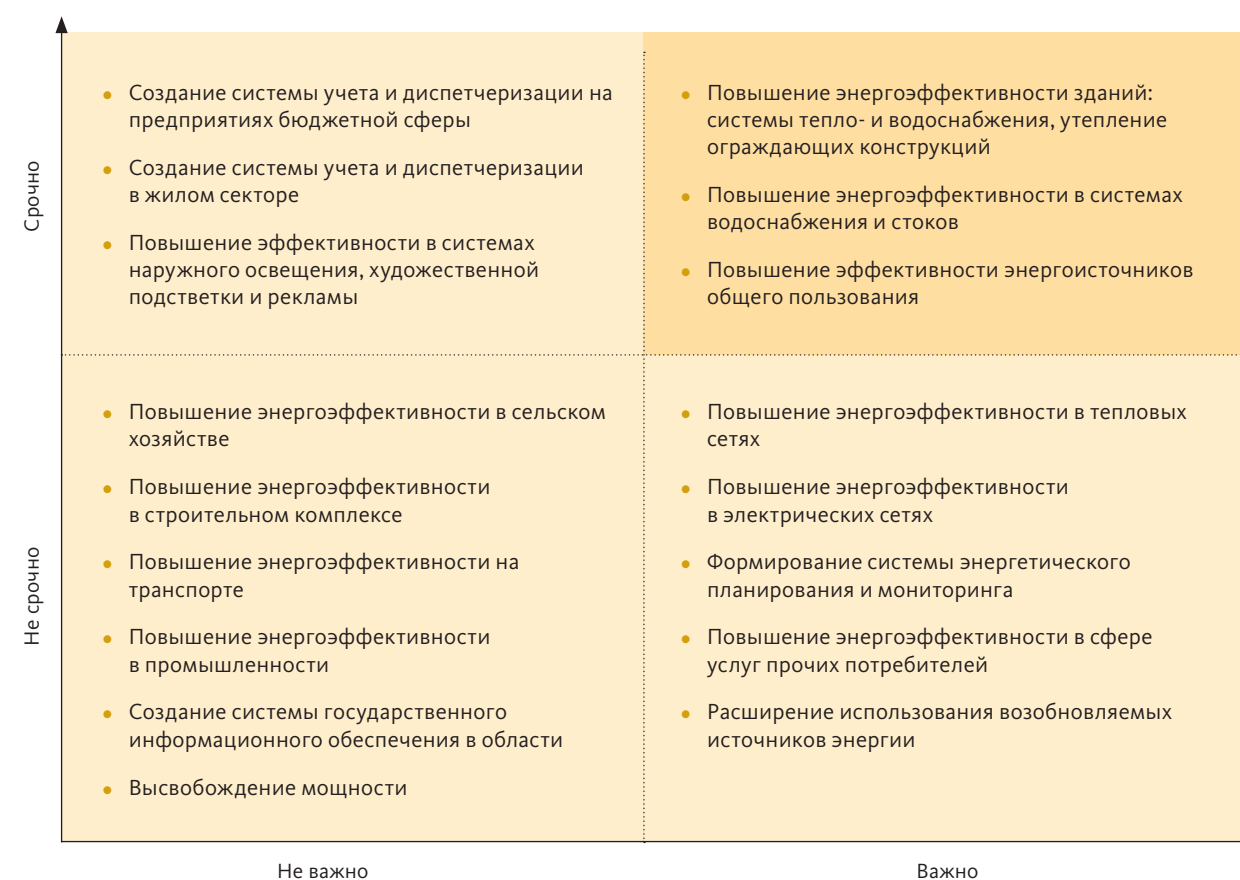 Срочно
Создание системы учета и диспетчеризации на
предприятиях бюджетной сферы
Создание системы учета и диспетчеризации
в жилом секторе
Повышение эффективности в системах
наружного освещения, художественной
подстветки и рекламы
Повышение энергоэффективности зданий:
системы тепло- и водоснабжения, утепление
ограждающих конструкций
Повышение энергоэффективности в системах
водоснабжения и стоков
Повышение эффективности энергоисточников
общего пользования
Не срочно
Повышение энергоэффективности в сельском
хозяйстве
Повышение энергоэффективности
в строительном комплексе
Повышение энергоэффективности на
транспорте
Повышение энергоэффективности
в промышленности
Создание системы государственного
информационного обеспечения в области
Высвобождение мощности
Повышение энергоэффективности в тепловых
сетях
Повышение энергоэффективности
в электрических сетях
Формирование системы энергетического
планирования и мониторинга
Повышение энергоэффективности в сфере
услуг прочих потребителей
Расширение использования возобновляемых
источников энергии
Не важно
Важно